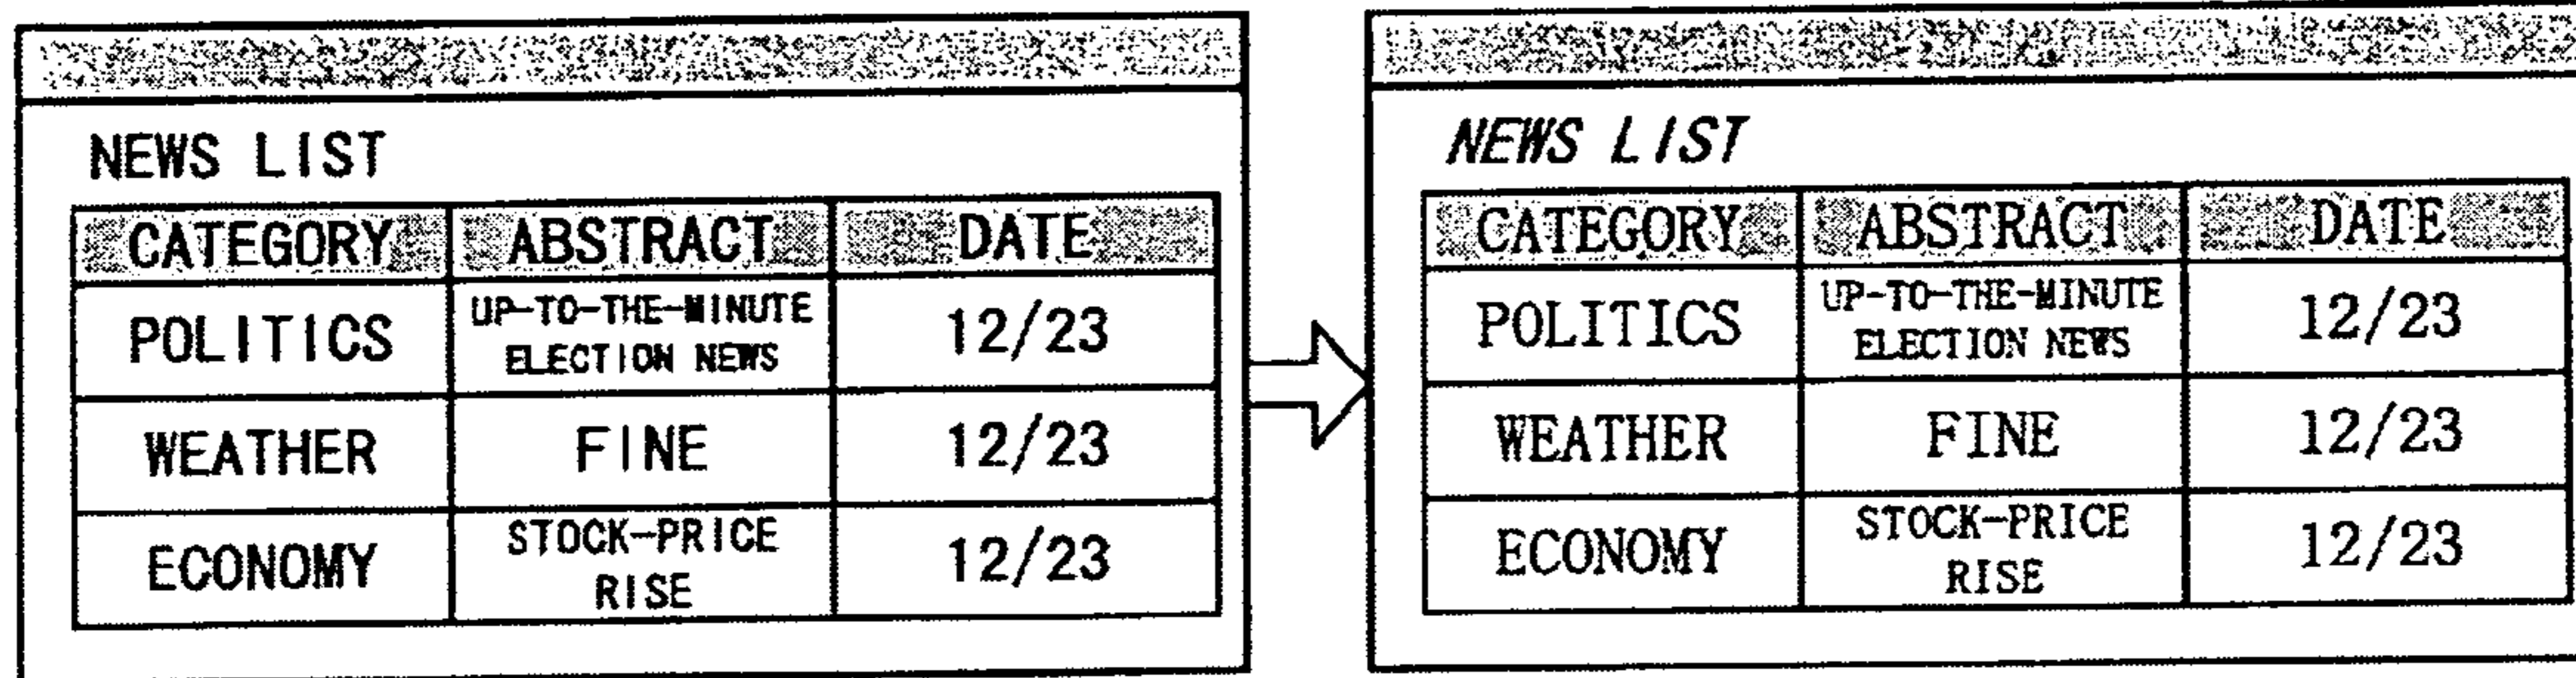 NEWS LIST
CATEGORY ABSTRACT DATE
POLITICS UP-TO-THE-MINUTE ELECTION NEWS 12/23
WEATHER FINE 12/23
ECONOMY STOCK-PRICE RISE 12/23
NEWS LIST
CATEGORY ABSTRACT DATE
POLITICS UP-TO-THE-MINUTE ELECTION NEWS 12/23
WEATHER FINE 12/23
ECONOMY STOCK-PRICE RISE 12/23